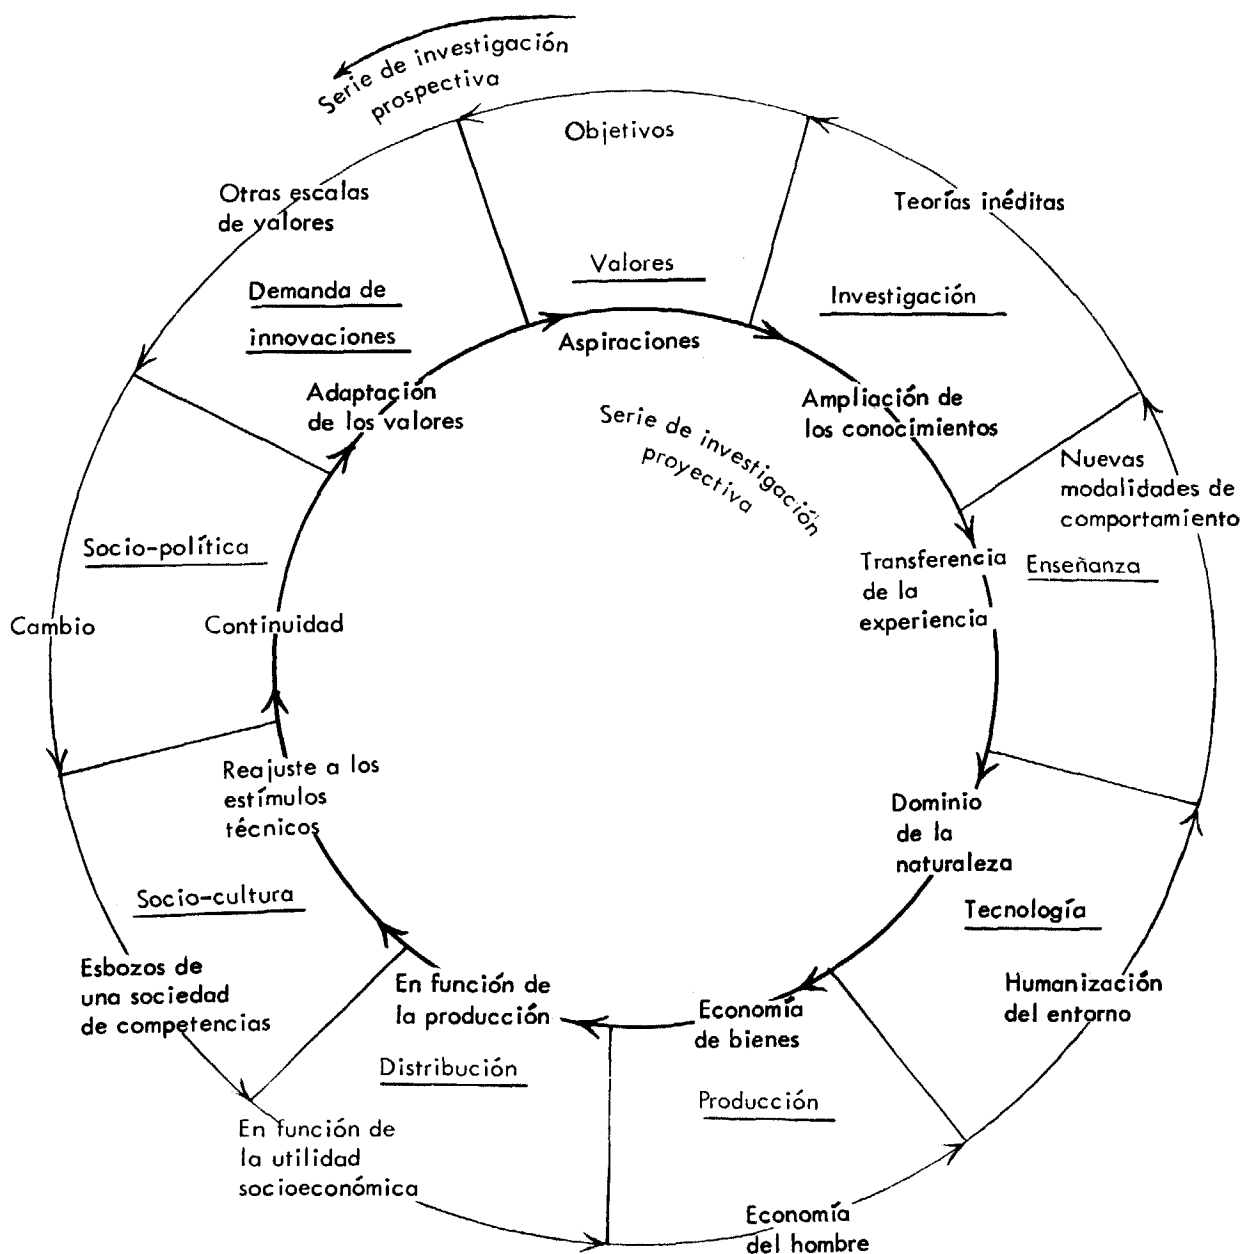 Serie de investigación
prospectiva
Objetivos
Valores
Aspiraciones
Teorías inéditas
Investigación
Ampliación de
los conocimientos
Serie de investigación
proyectiva
Nuevas
modalidades de
comportamiento
Enseñanza
Transferencia
de la
experiencia
Dominio
de la
naturaleza
Tecnología
Humanización
del entorno
Economía
de bienes
Producción
Economía
del hombre
En función de
la producción
Distribución
En función de
la utilidad
socioeconómica
Reajuste a los
estímulos
técnicos
Socio-cultura
Esbozos de
una sociedad
de competencias
Socio-política
Cambio
Continuidad
Otras escalas
de valores
Demanda de
innovaciones
Adaptación
de los valores